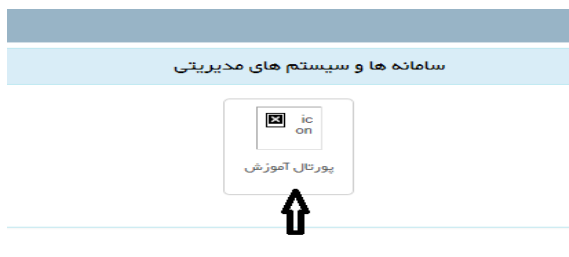 سامانه ها و سیستم های مدیریتی
ic
on
پورتال آموزش